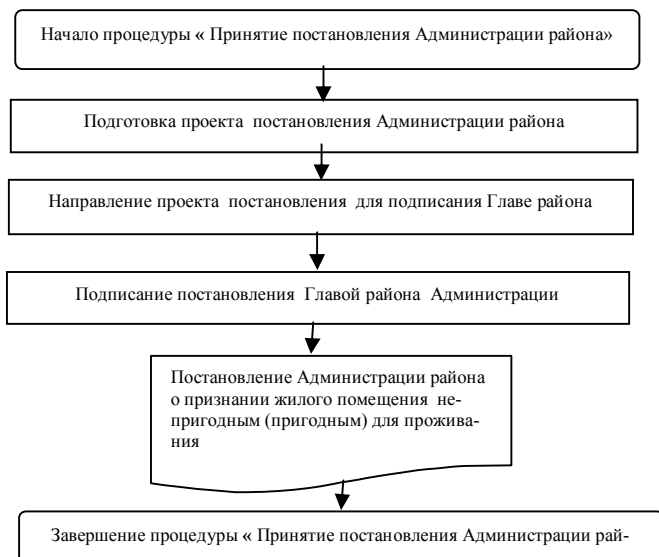 Начало процедуры « Принятие постановления Администрации района»
Подготовка проекта постановления Администрации района
Направление проекта постановления для подписания Главе района
Подписание постановления Главой района Администрации
Постановление Администрации района
о признании жилого помещения не-
пригодным (пригодным) для прожива-
ния
Завершение процедуры « Принятие постановления Администрации рай-